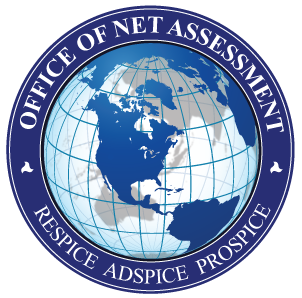 OFFICE OF NET ASSESSMENT
RESPICE ADSPICE PROSPICE